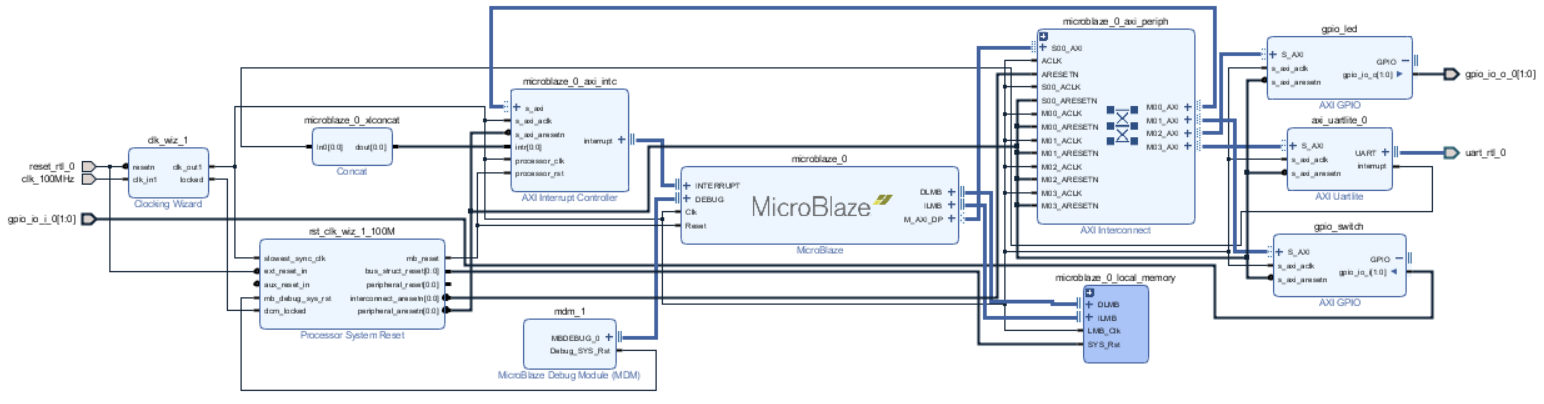 reset_rtl_0
clk_100MHz
gpio_io_i_0[1:0]
clk_wiz_1
resetn
clk_in1
clk_out1
locked
Clocking Wizard
microblaze_0_xlconcat
In0[0:0]
dout[0:0]
Concat
rst_clk_wiz_1_100M
slowest_sync_clk
ext_reset_in
aux_reset_in
mb_debug_sys_rst
dcm_locked
mb_reset
bus_struct_reset[0:0]
peripheral_reset[0:0]
interconnect_aresetn[0:0]
peripheral_aresetn[0:0]
Processor System Reset
microblaze_0_axi_intc
s_axi
s_axi_aclk
s_axi_aresetn
intr[0:0]
processor_clk
processor_rst
interrupt
AXI Interrupt Controller
mdm_1
MBDEBUG_0
Debug_SYS_Rst
MicroBlaze Debug Module (MDM)
microblaze_0
INTERRUPT
DEBUG
Clk
Reset
MicroBlaze
DLMB
ILMB
M_AXI_DP
MicroBlaze
microblaze_0_axi_periph
S00_AXI
ACLK
ARESETN
S00_ACLK
S00_ARESETN
M00_ACLK
M00_ARESETN
M01_ACLK
M01_ARESETN
M02_ACLK
M02_ARESETN
M03_ACLK
M03_ARESETN
M00_AXI
M01_AXI
M02_AXI
M03_AXI
AXI Interconnect
microblaze_0_local_memory
DLMB
ILMB
LMB_Clk
SYS_Rst
gpio_led
S_AXI
s_axi_aclk
s_axi_aresetn
GPIO
gpio_io_o[1:0]
AXI GPIO
axi_uartlite_0
S_AXI
s_axi_aclk
s_axi_aresetn
UART
interrupt
AXI Uartlite
gpio_switch
S_AXI
s_axi_aclk
s_axi_aresetn
GPIO
gpio_io_i[1:0]
AXI GPIO
gpio_io_o_0[1:0]
uart_rtl_0